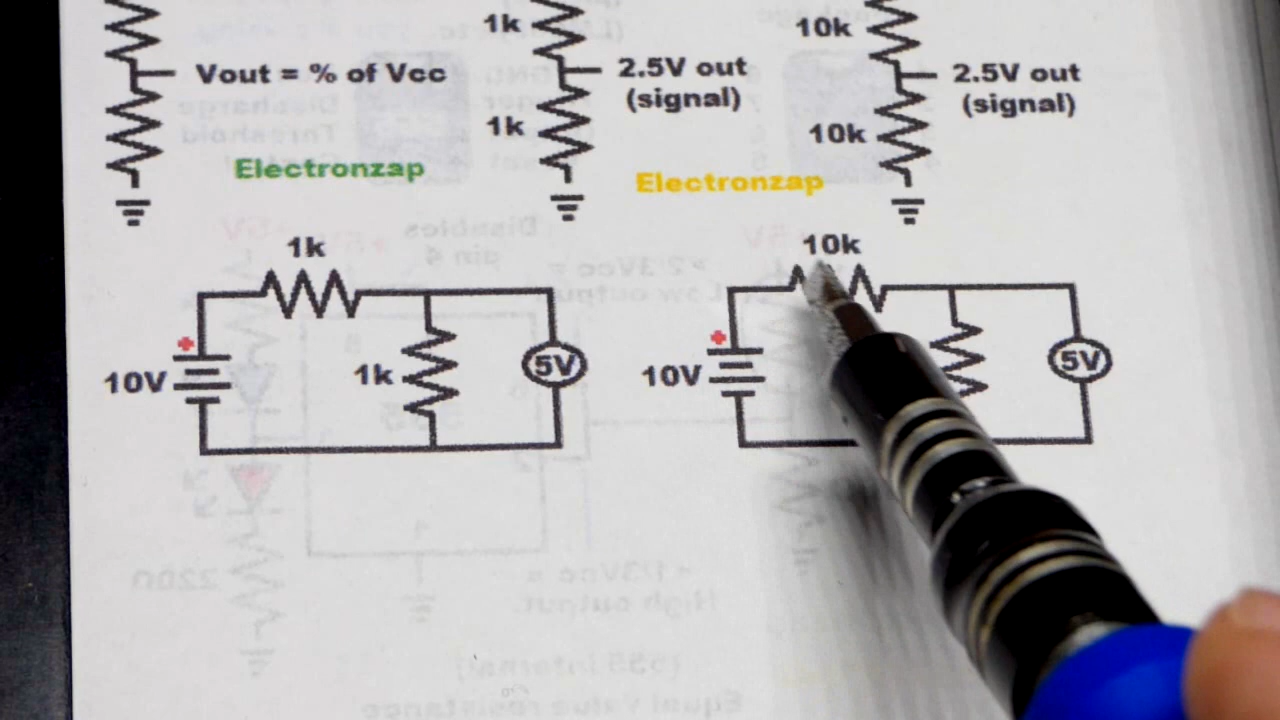 1k
10k
Vout = % of Vcc
2.5V out
(signal)
2.5V out
(signal)
1k
10k
Electronzap
Electronzap
1k
10k
10V
1k
5V
10V
5V